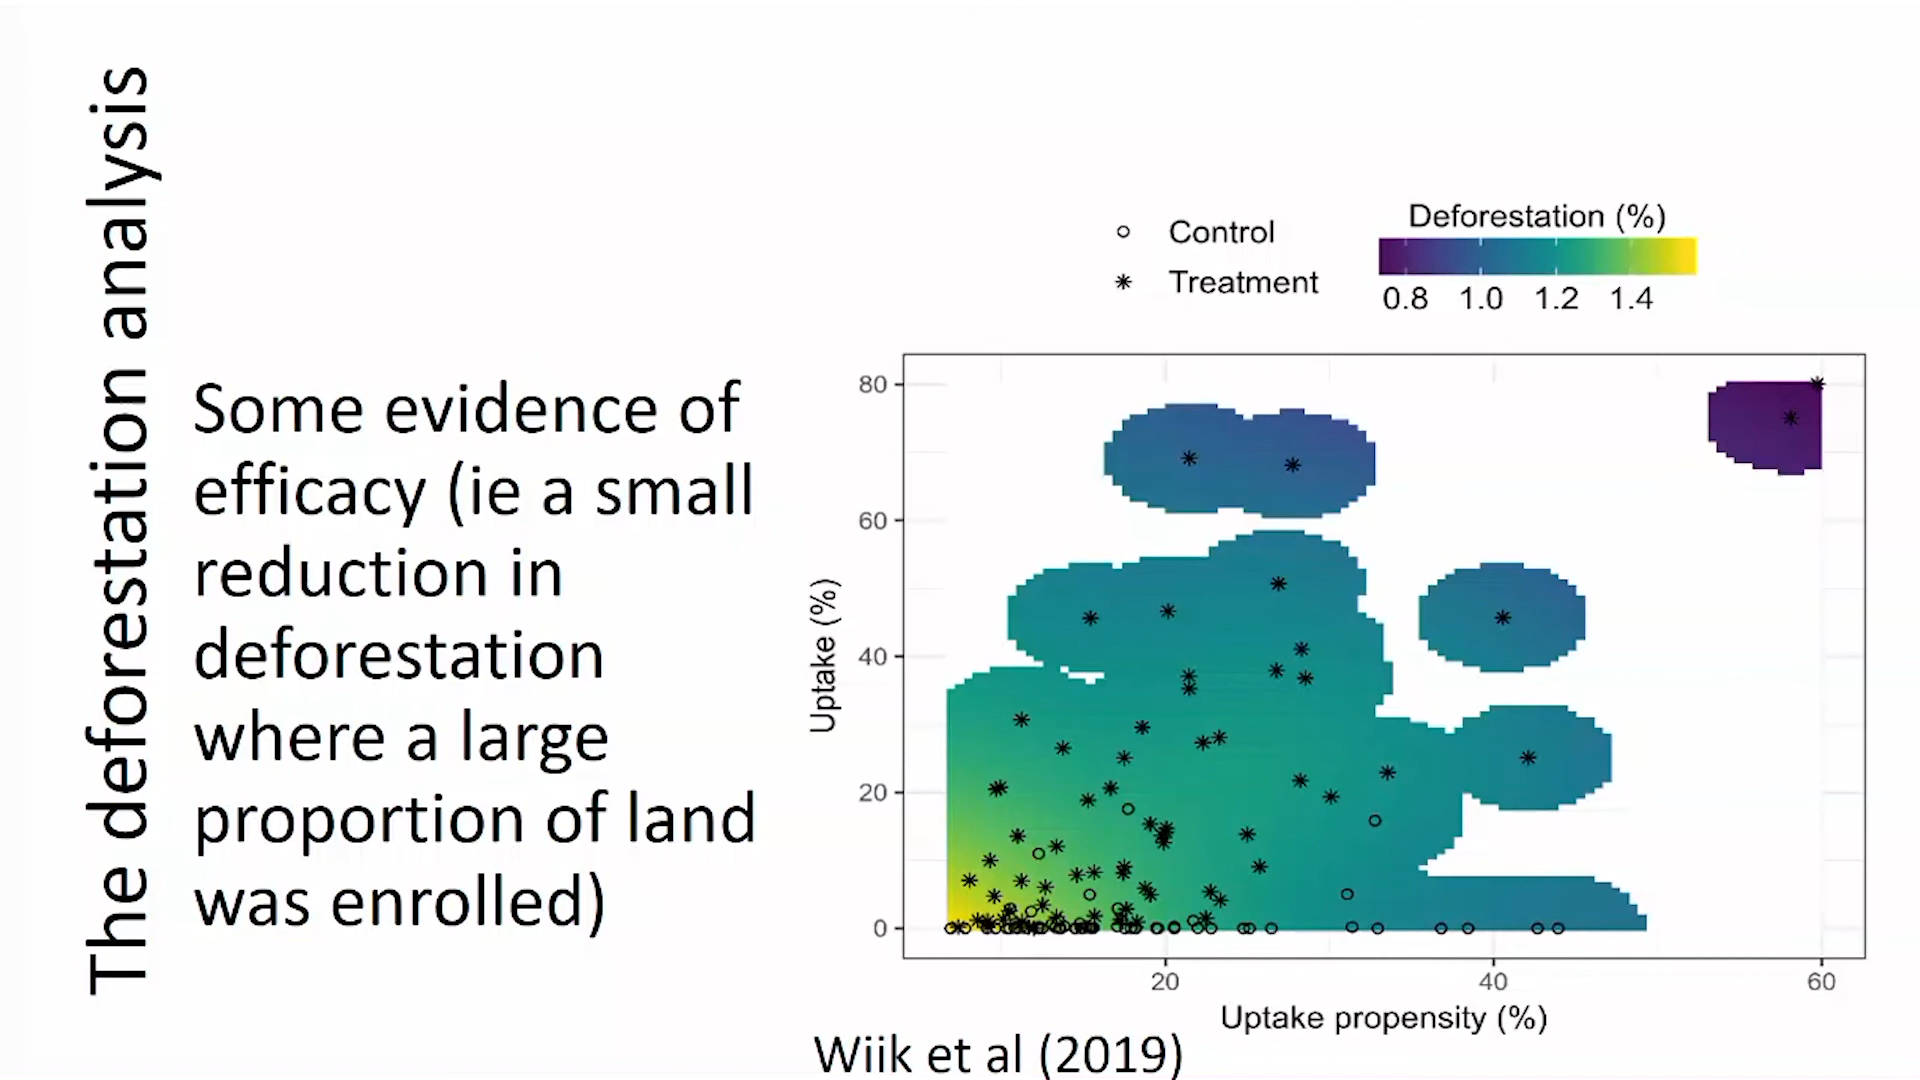 The deforestation analysis
Some evidence of
efficacy (ie a small
reduction in
deforestation
where a large
proportion of land
was enrolled)
Control
Treatment
Deforestation (%)
0.8 1.0 1.2 1.4
Uptake (%)
80
60
40
20
0
20 40 60
Uptake propensity (%)
Wiik et al (2019)